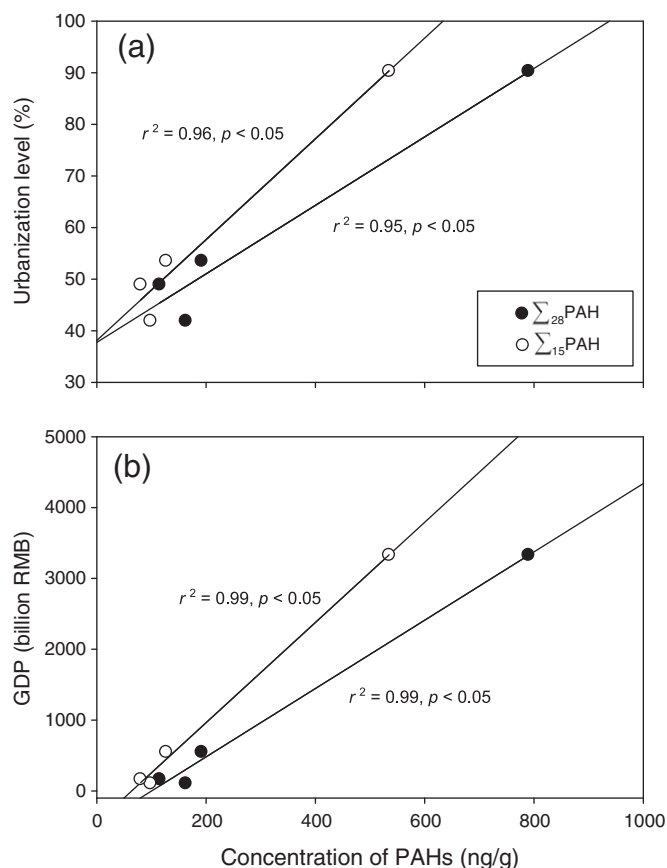 (a)
100
90
80
70
60
50
40
30
Urbanization level (%)
r² = 0.96, p < 0.05
r² = 0.95, p < 0.05
∑₂₈PAH
∑₁₅PAH
(b)
5000
4000
3000
2000
1000
0
GDP (billion RMB)
r² = 0.99, p < 0.05
r² = 0.99, p < 0.05
0 200 400 600 800 1000
Concentration of PAHs (ng/g)